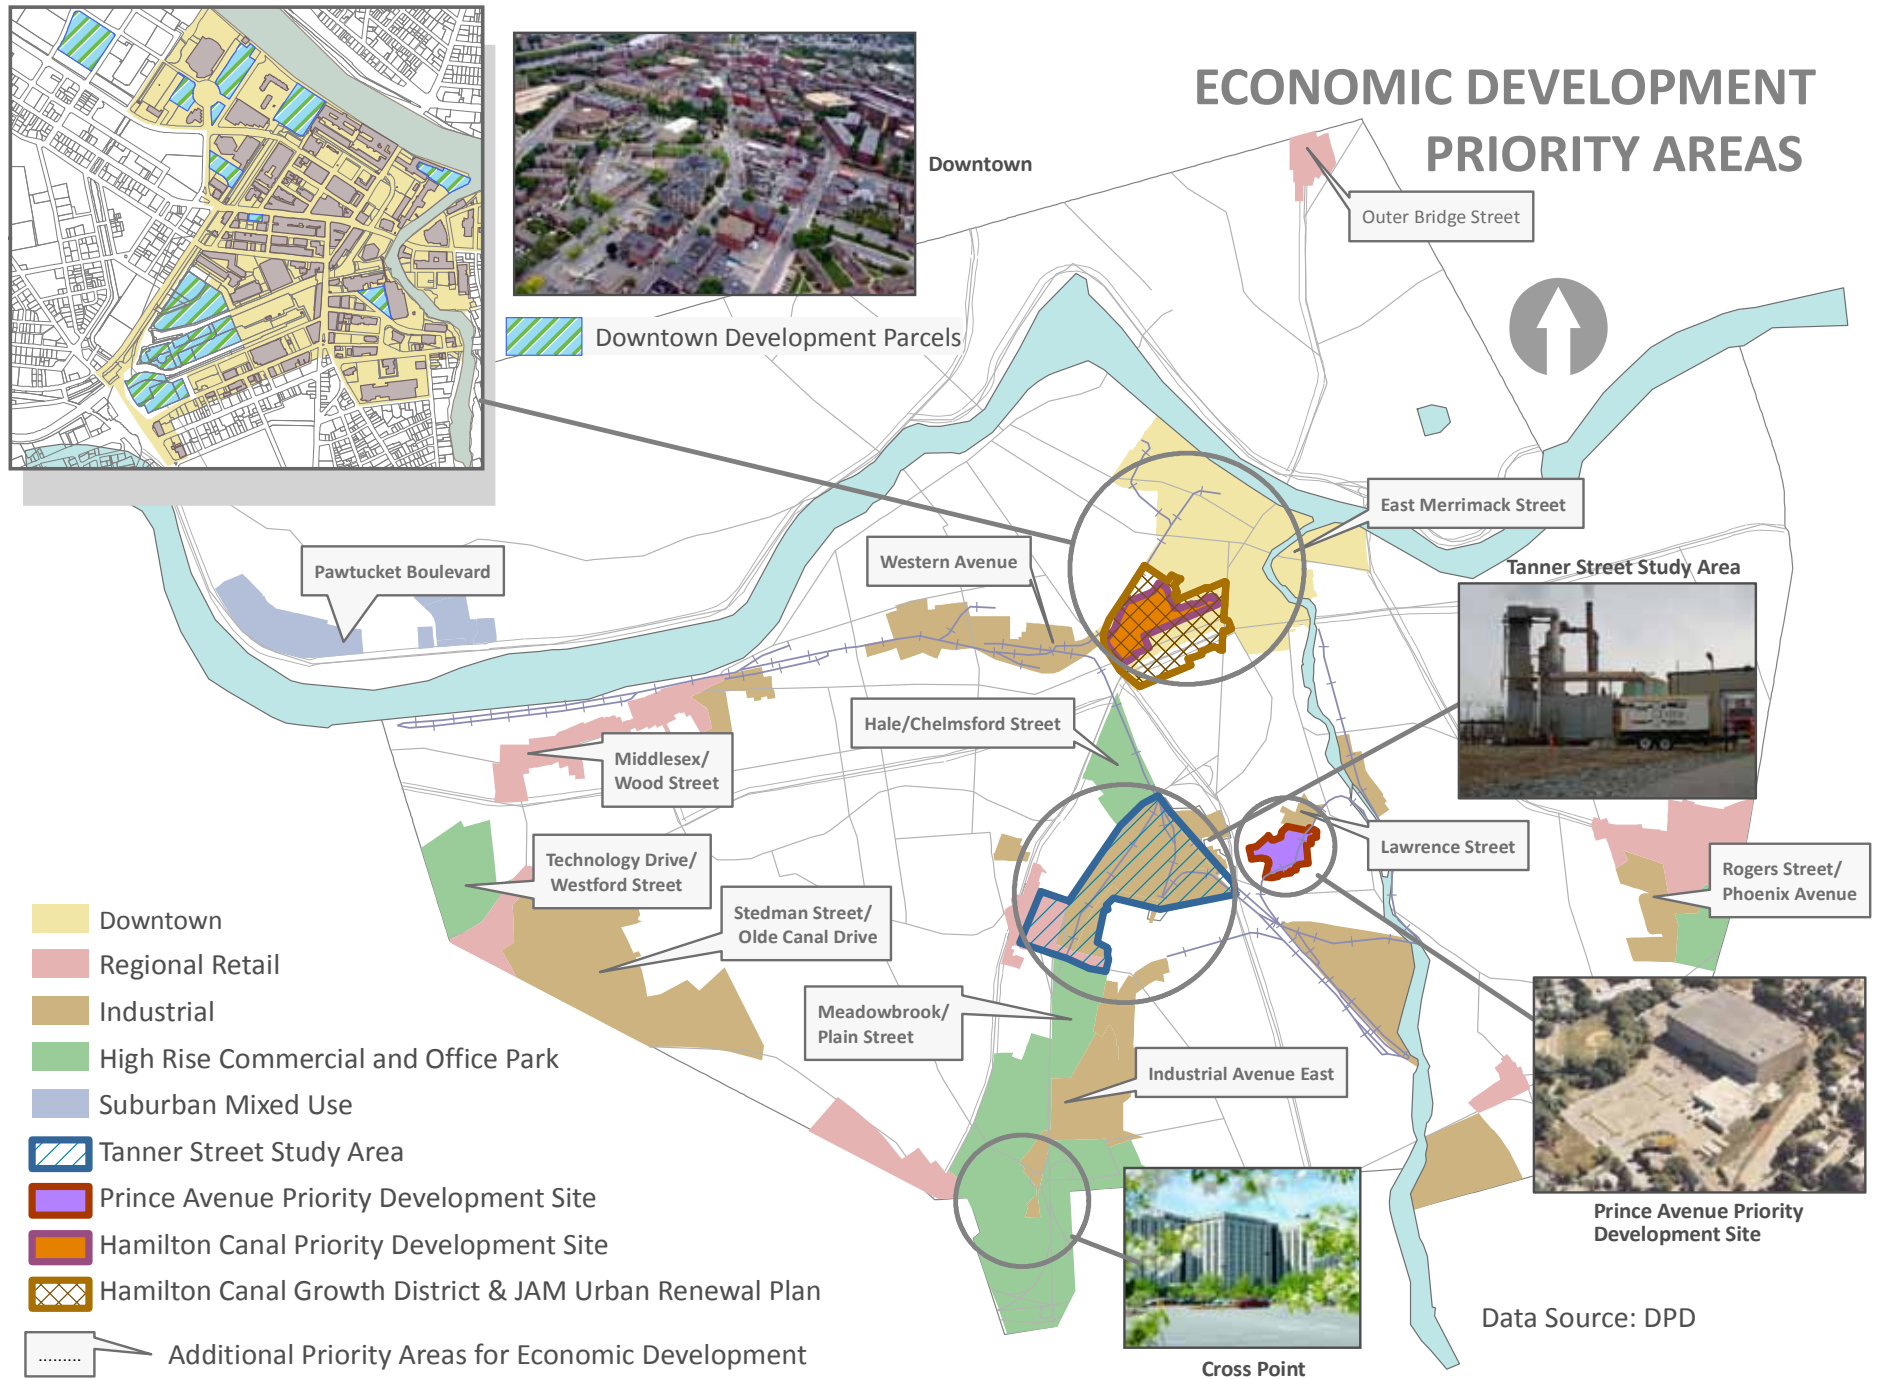 ECONOMIC DEVELOPMENT
PRIORITY AREAS
Downtown
Outer Bridge Street
Downtown Development Parcels
East Merrimack Street
Western Avenue
Tanner Street Study Area
Pawtucket Boulevard
Hale/Chelmsford Street
Middlesex/
Wood Street
Technology Drive/
Westford Street
Lawrence Street
Rogers Street/
Phoenix Avenue
Stedman Street/
Olde Canal Drive
Meadowbrook/
Plain Street
Industrial Avenue East
Downtown
Regional Retail
Industrial
High Rise Commercial and Office Park
Suburban Mixed Use
Tanner Street Study Area
Prince Avenue Priority Development Site
Hamilton Canal Priority Development Site
Hamilton Canal Growth District & JAM Urban Renewal Plan
......... Additional Priority Areas for Economic Development
Prince Avenue Priority
Development Site
Data Source: DPD
Cross Point